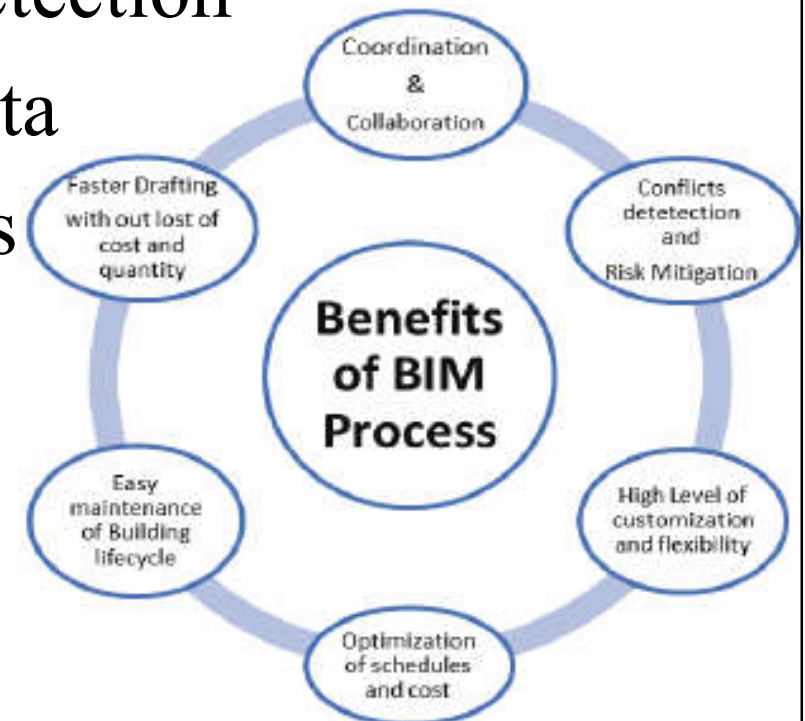 etection
ta
s
Coordination
&
Collaboration
Conflicts
detetection
and
Risk Mitigation
High Level of
customization
and flexibility
Optimization
of schedules
and cost
Easy
maintenance
of Building
lifecycle
Faster Drafting
with out lost of
cost and
quantity
Benefits
of BIM
Process